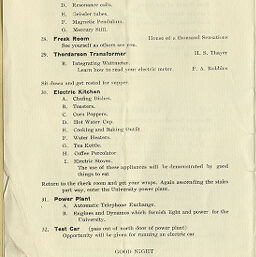 D. Resonance coils.
E. Geissler tubes.
F. Magnetic Pendulum.
G. Mercury Still.
28. Freak Room House of a thousand Sensations
See yourself as others see you.
29. Thordarson Transformer H. S. Thayer
B. Integrating Wattmeter.
Learn how to read your electric meter. F. A. Robbins
Sit down and get rested for supper.
30. Electric Kitchen
A. Chafing Dishes.
B. Toasters.
C. Corn Poppers.
D. Hot Water Cup.
E. Cooking and Baking Outfit.
F. Water Heaters.
G. Tea Kettle.
H. Coffee Percolator
I. Electric Stoves.
The use of these appliances will be demonstrated by good
things to eat
Return to the check room and get your wraps. Again ascending the stairs
part way, enter the University power plant.
31. Power Plant
A. Automatic Telephone Exchange.
B. Engines and Dynamos which furnish light and power for the
University.
32. Test Car (pass out of north door of power plant)
Opportunity will be given for running an electric car
GOOD NIGHT